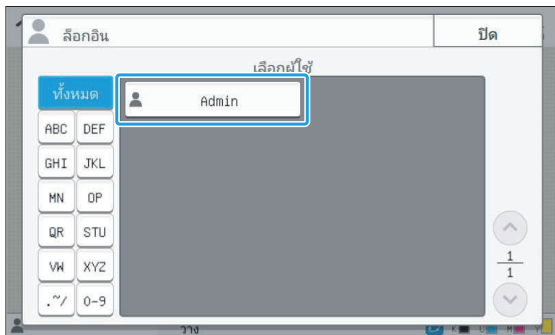 ล็อกอิน
ปิด
เลือกผู้ใช้
ทั้งหมด
Admin
ABC DEF
GHI JKL
MN OP
QR STU
VW XYZ
.~/ 0-9
1
1
ว่าง
K C M Y